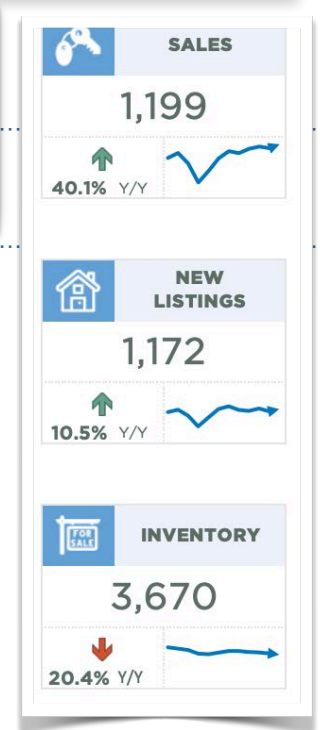 SALES
1,199
40.1% Y/Y
NEW
LISTINGS
1,172
10.5% Y/Y
FOR
SALE
INVENTORY
3,670
20.4% Y/Y